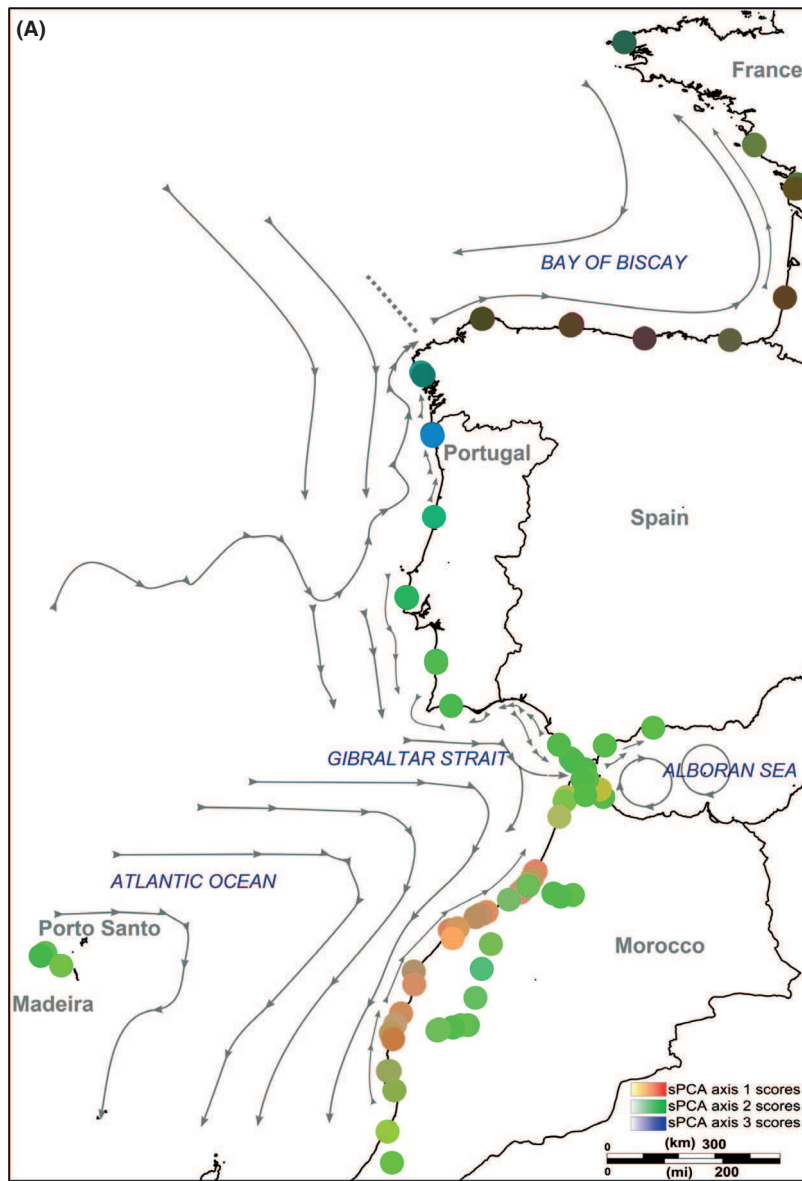 (A)
France
BAY OF BISCAY
Portugal
Spain
GIBRALTAR STRAIT
ALBORAN SEA
ATLANTIC OCEAN
Porto Santo
Morocco
Madeira
sPCA axis 1 scores
sPCA axis 2 scores
sPCA axis 3 scores
(km) 300
0
0
(mi) 200